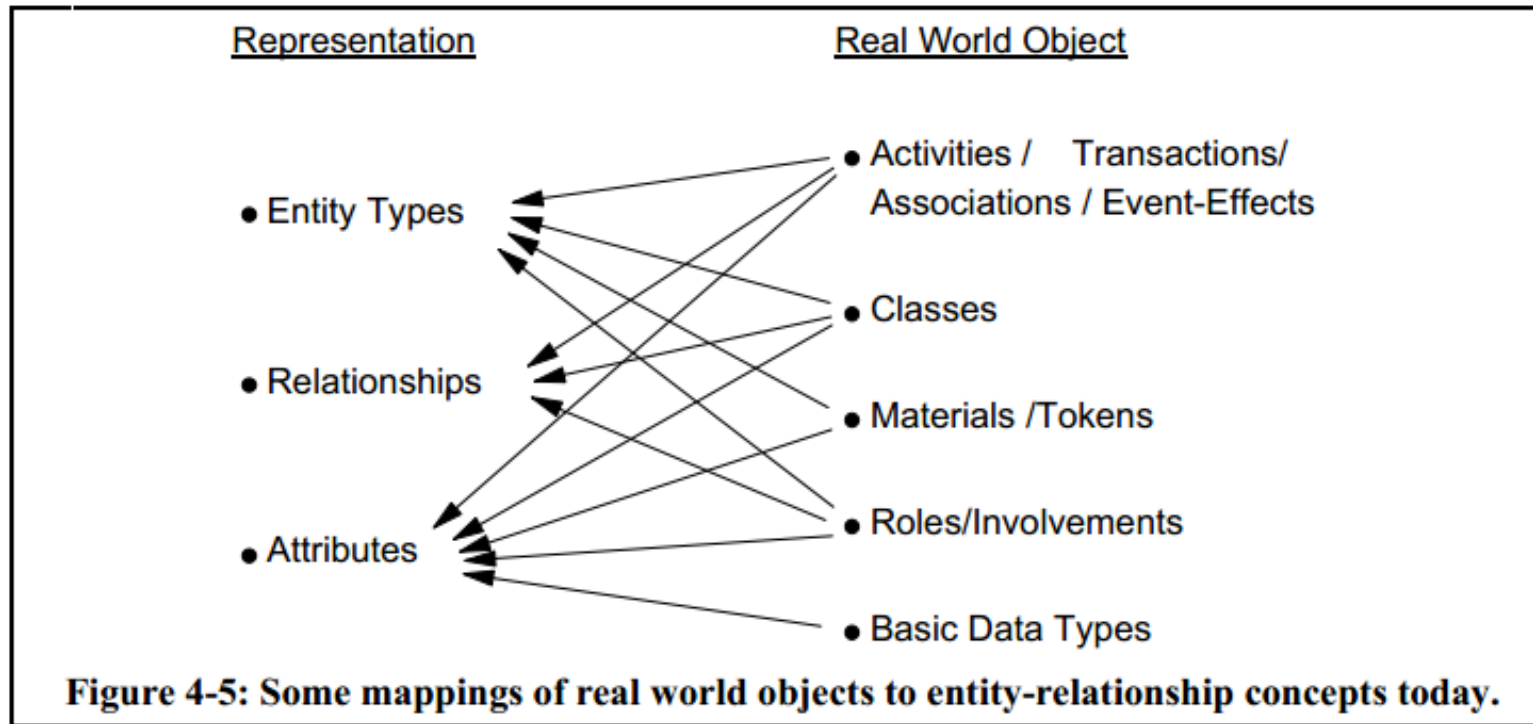 Representation
Real World Object
• Activities / Transactions/
Associations / Event-Effects
• Entity Types
• Classes
• Relationships
• Materials /Tokens
• Roles/Involvements
• Attributes
• Basic Data Types
Figure 4-5: Some mappings of real world objects to entity-relationship concepts today.